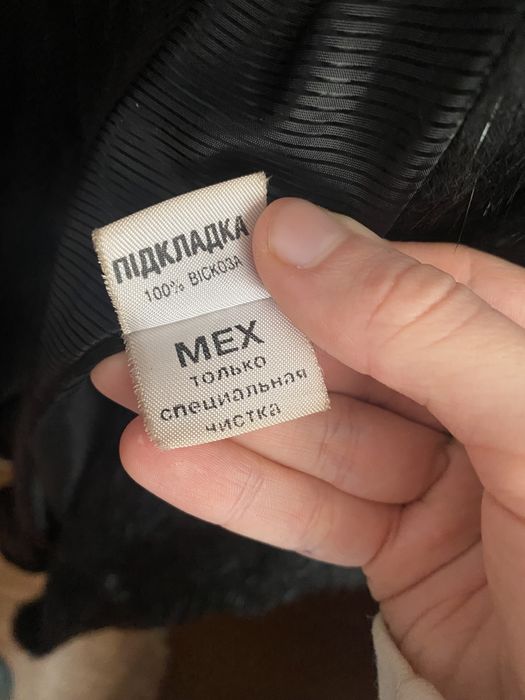 ПІДКЛАДКА
100% ВІСКОЗА
МЕХ
только
специальная
чистка